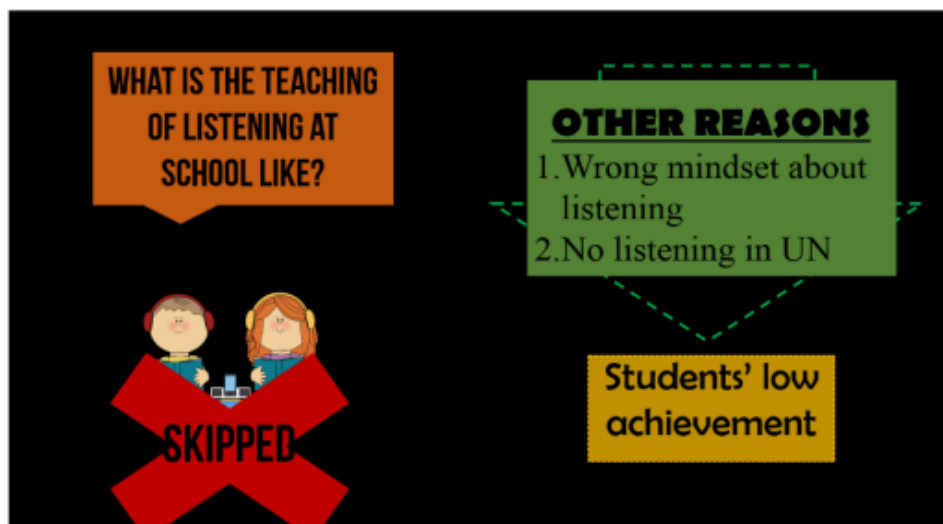 WHAT IS THE TEACHING
OF LISTENING AT
SCHOOL LIKE?
SKIPPED
OTHER REASONS
1.Wrong mindset about
listening
2.No listening in UN
Students' low
achievement